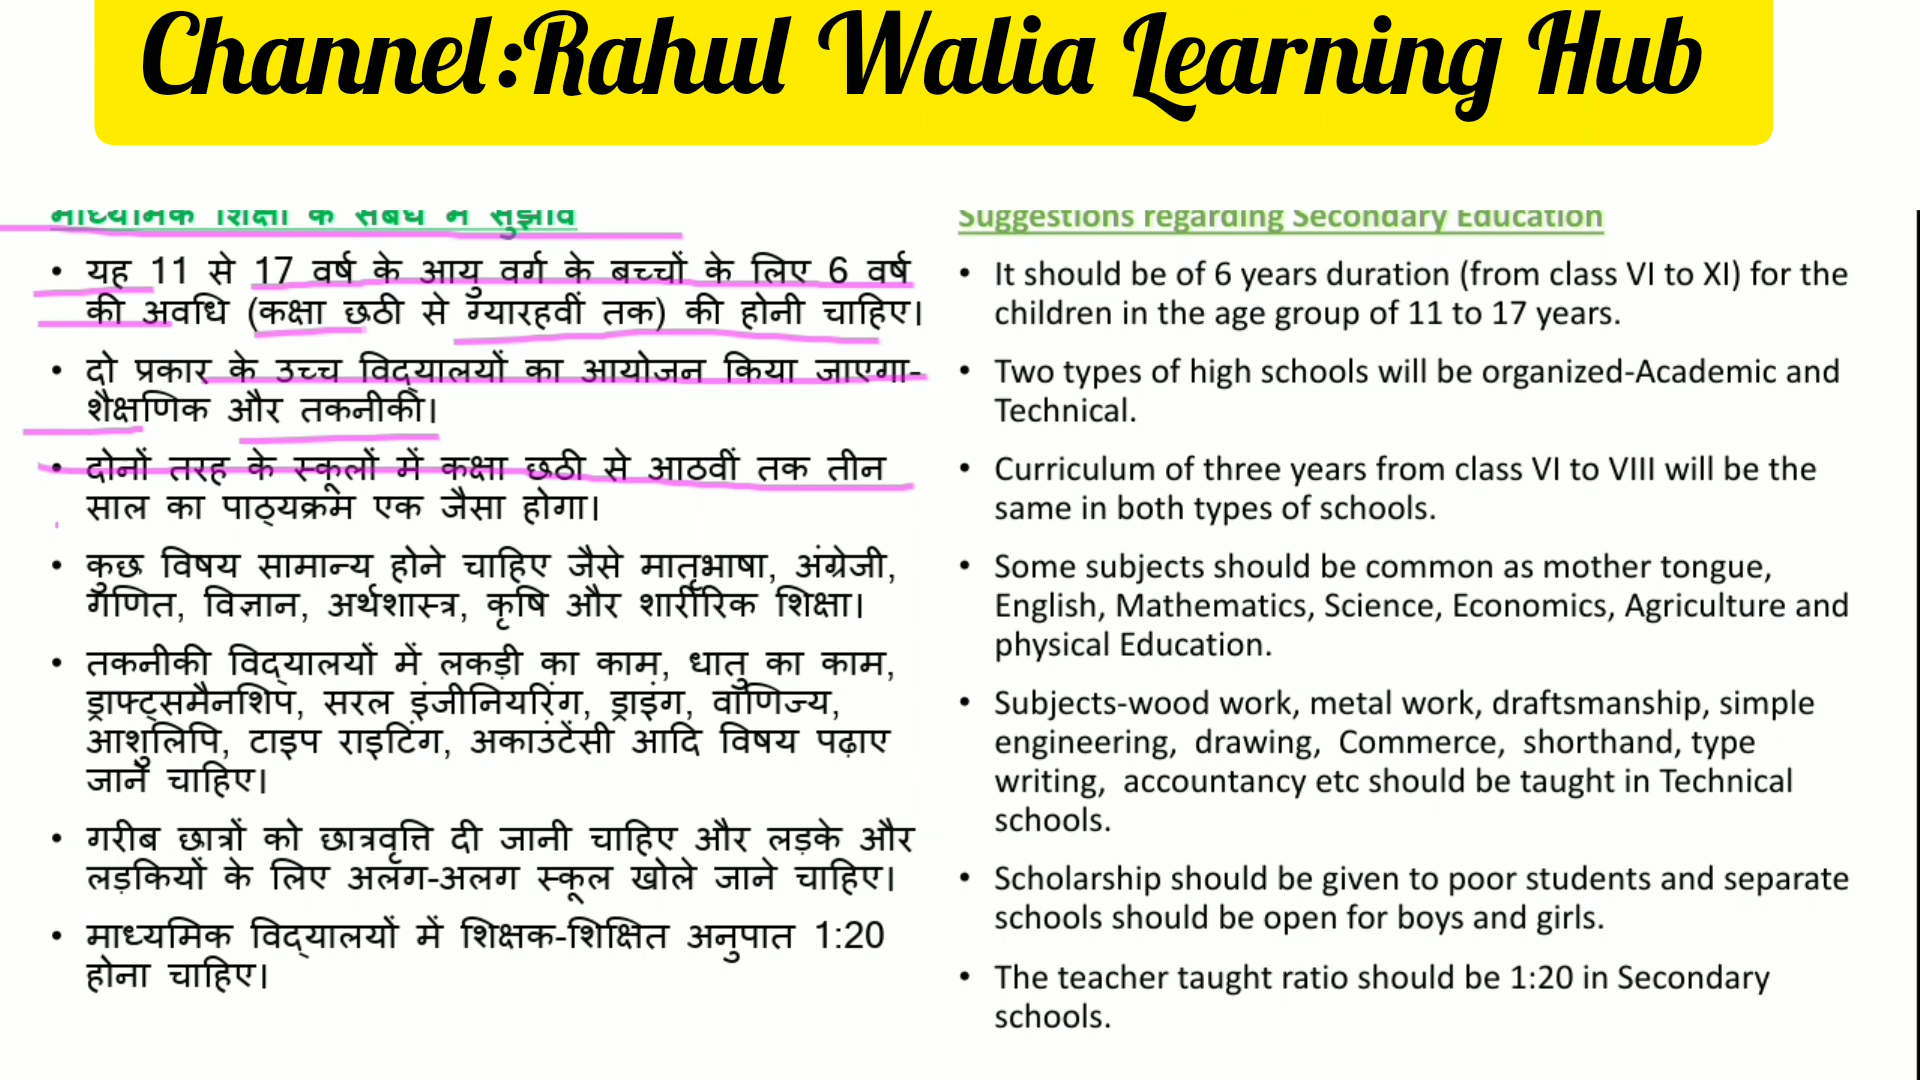 Channel:Rahul Walia Learning Hub
माध्यमिक शिक्षा के संबंध में सुझाव
• यह 11 से 17 वर्ष के आयु वर्ग के बच्चों के लिए 6 वर्ष
की अवधि (कक्षा छठी से ग्यारहवीं तक) की होनी चाहिए।
• दो प्रकार के उच्च विद्यालयों का आयोजन किया जाएगा-
शैक्षणिक और तकनीकी।
• दोनों तरह के स्कूलों में कक्षा छठी से आठवीं तक तीन
साल का पाठ्यक्रम एक जैसा होगा।
• कुछ विषय सामान्य होने चाहिए जैसे मातृभाषा, अंग्रेजी,
गणित, विज्ञान, अर्थशास्त्र, कृषि और शारीरिक शिक्षा।
• तकनीकी विद्यालयों में लकड़ी का काम, धातु का काम,
ड्राफ्ट्समैनशिप, सरल इंजीनियरिंग, ड्राइंग, वाणिज्य,
आशुलिपि, टाइप राइटिंग, अकाउंटेंसी आदि विषय पढ़ाए
जाने चाहिए।
• गरीब छात्रों को छात्रवृत्ति दी जानी चाहिए और लड़के और
लड़कियों के लिए अलग-अलग स्कूल खोले जाने चाहिए।
• माध्यमिक विद्यालयों में शिक्षक-शिक्षित अनुपात 1:20
होना चाहिए।
Suggestions regarding Secondary Education
• It should be of 6 years duration (from class VI to XI) for the
children in the age group of 11 to 17 years.
• Two types of high schools will be organized-Academic and
Technical.
• Curriculum of three years from class VI to VIII will be the
same in both types of schools.
• Some subjects should be common as mother tongue,
English, Mathematics, Science, Economics, Agriculture and
physical Education.
• Subjects-wood work, metal work, draftsmanship, simple
engineering, drawing, Commerce, shorthand, type
writing, accountancy etc should be taught in Technical
schools.
• Scholarship should be given to poor students and separate
schools should be open for boys and girls.
• The teacher taught ratio should be 1:20 in Secondary
schools.